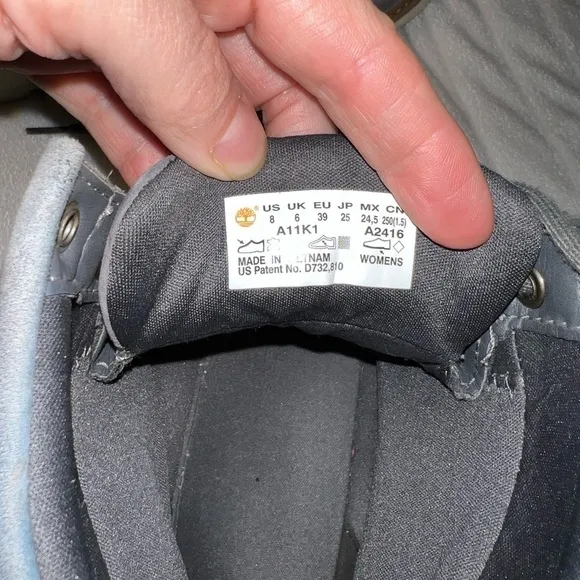 ® US UK EU JP MX CN
8 6 39 25 24,5 250(1.5)
A11K1 A2416
MADE IN VIETNAM WOMENS
US Patent No. D732,810